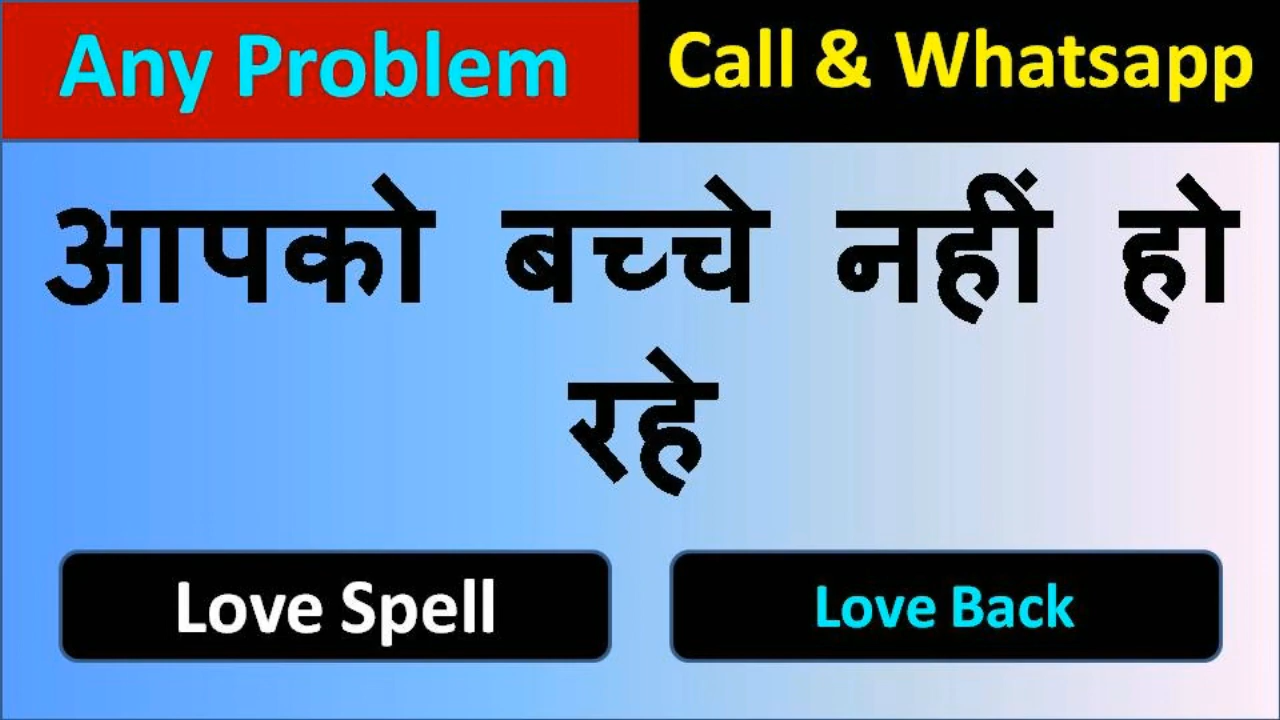 Any Problem
Call & Whatsapp
आपको बच्चे नहीं हो
रहे
Love Spell
Love Back